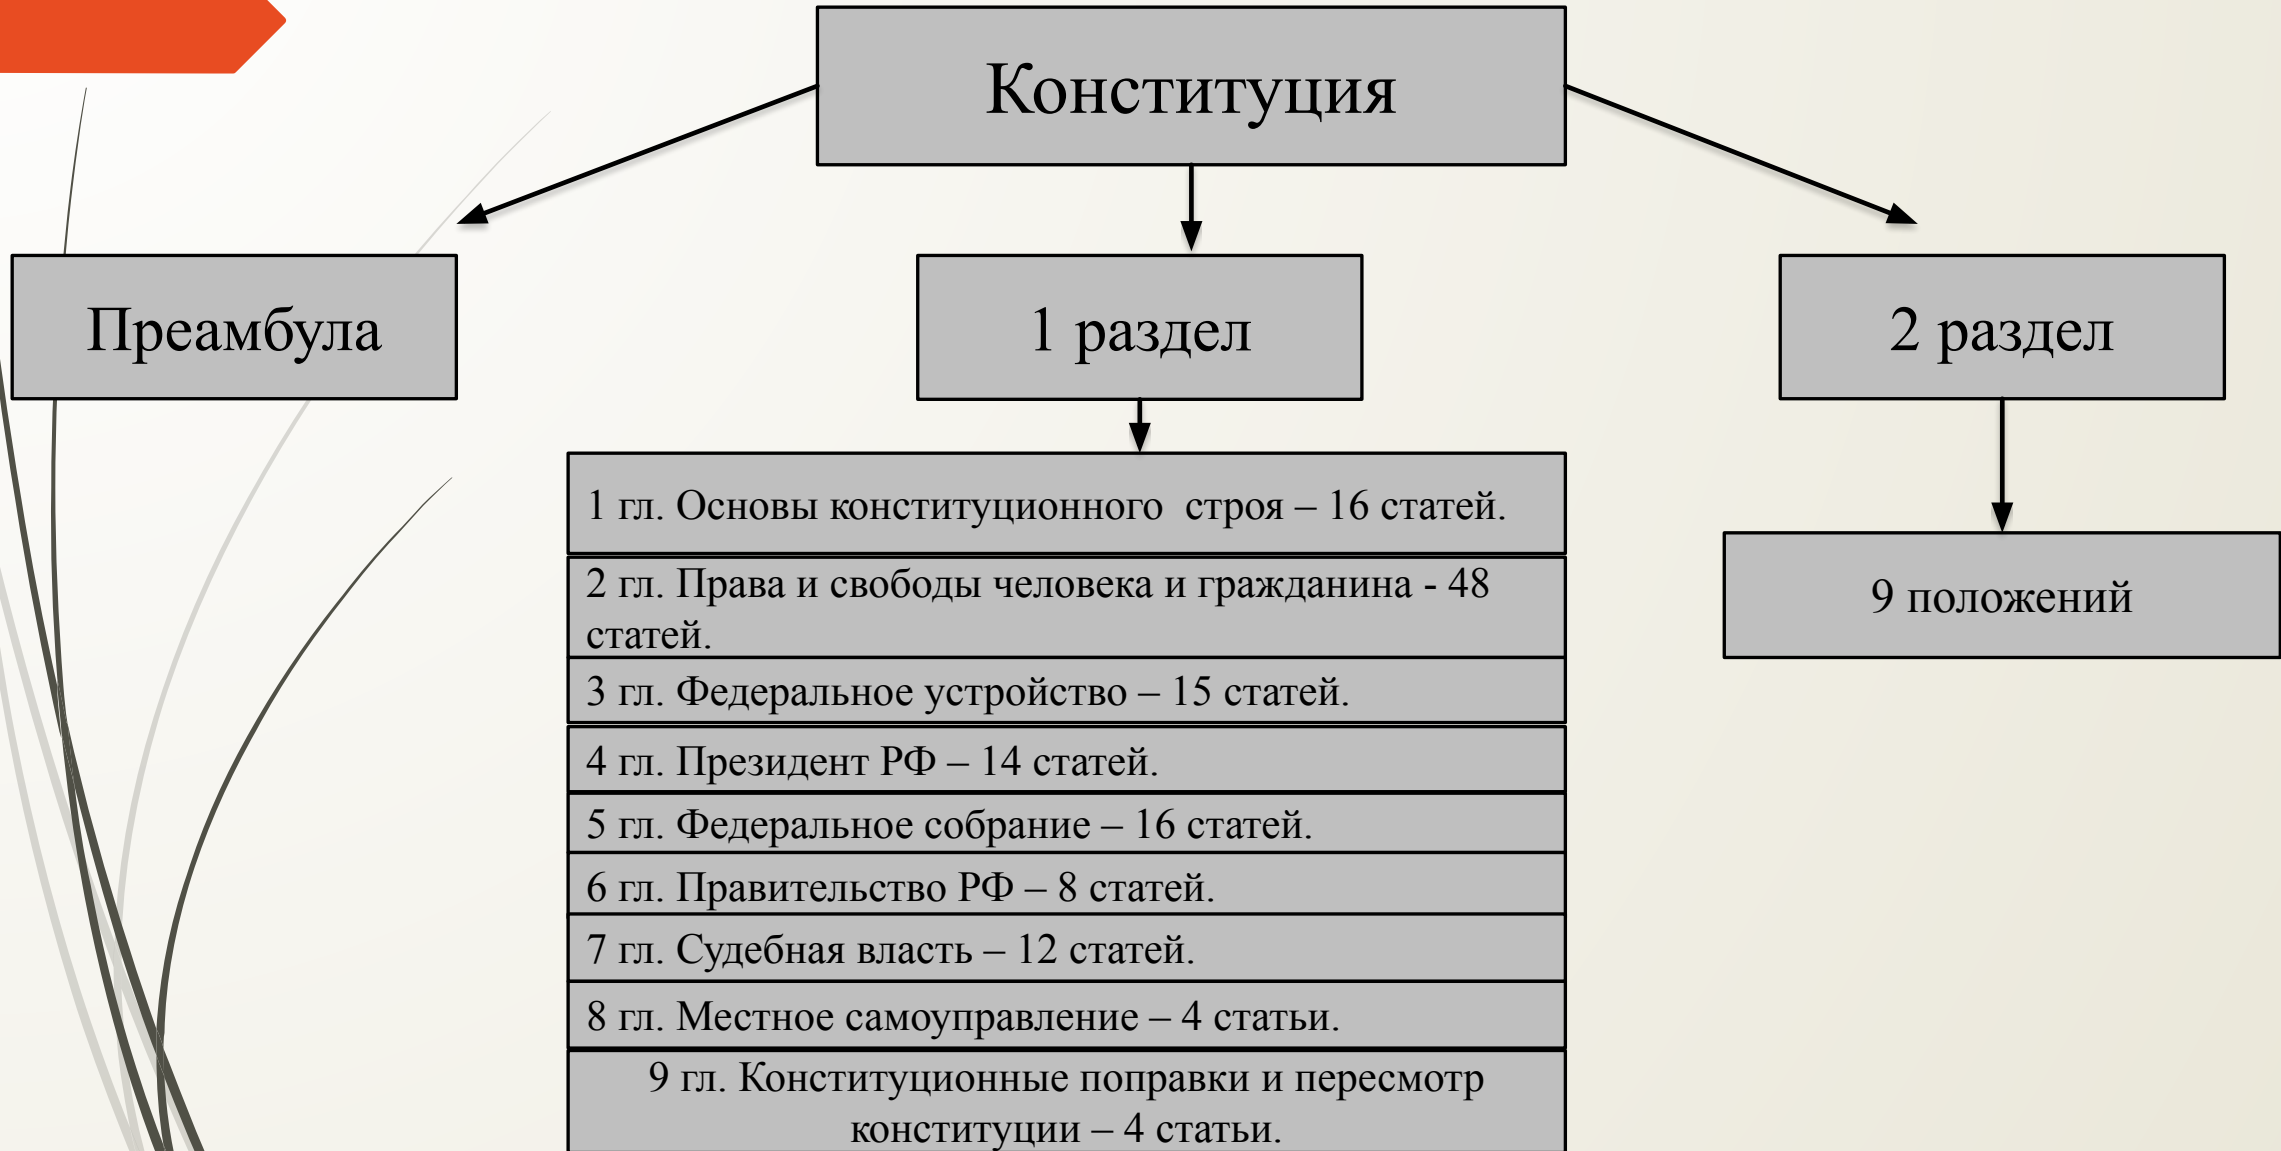 Конституция
Преамбула
1 раздел
2 раздел
1 гл. Основы конституционного  строя – 16 статей.
2 гл. Права и свободы человека и гражданина - 48
статей.
3 гл. Федеральное устройство – 15 статей.
4 гл. Президент РФ – 14 статей.
5 гл. Федеральное собрание – 16 статей.
6 гл. Правительство РФ – 8 статей.
7 гл. Судебная власть – 12 статей.
8 гл. Местное самоуправление – 4 статьи.
9 гл. Конституционные поправки и пересмотр
конституции – 4 статьи.
9 положений